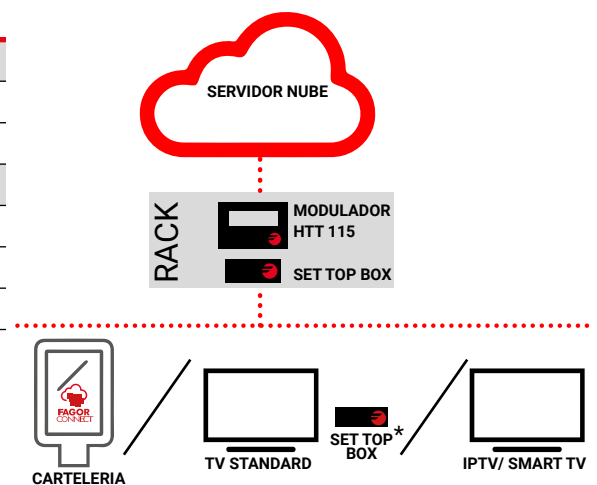 SERVIDOR NUBE
RACK
MODULADOR
HTT 115
SET TOP BOX
FAGOR
CONNECT
CARTELERIA
TV STANDARD
SET TOP*
BOX
IPTV/ SMART TV